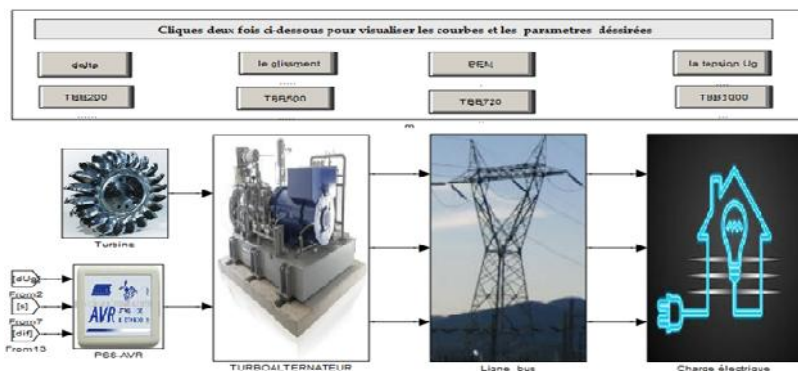 Cliques deux fois ci-dessous pour visualiser les courbes et les parametres déssirées
delta
le glissment
la tension Ug
TBB200
TBB500
TBB720
TBB1000
Turbine
[dUg]
From2
[s]
From7
[dif]
From13
AVR
PSS-AVR
TURBOALTERNATEUR
Ligne bus
Charge électrique